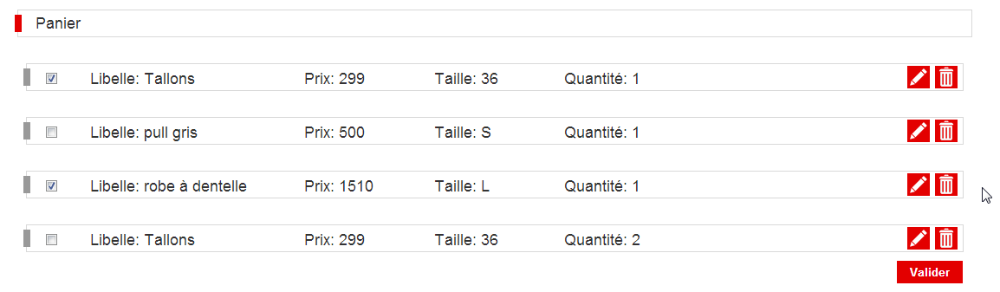 Panier
Libelle: Tallons Prix: 299 Taille: 36 Quantité: 1
Libelle: pull gris Prix: 500 Taille: S Quantité: 1
Libelle: robe à dentelle Prix: 1510 Taille: L Quantité: 1
Libelle: Tallons Prix: 299 Taille: 36 Quantité: 2
Valider